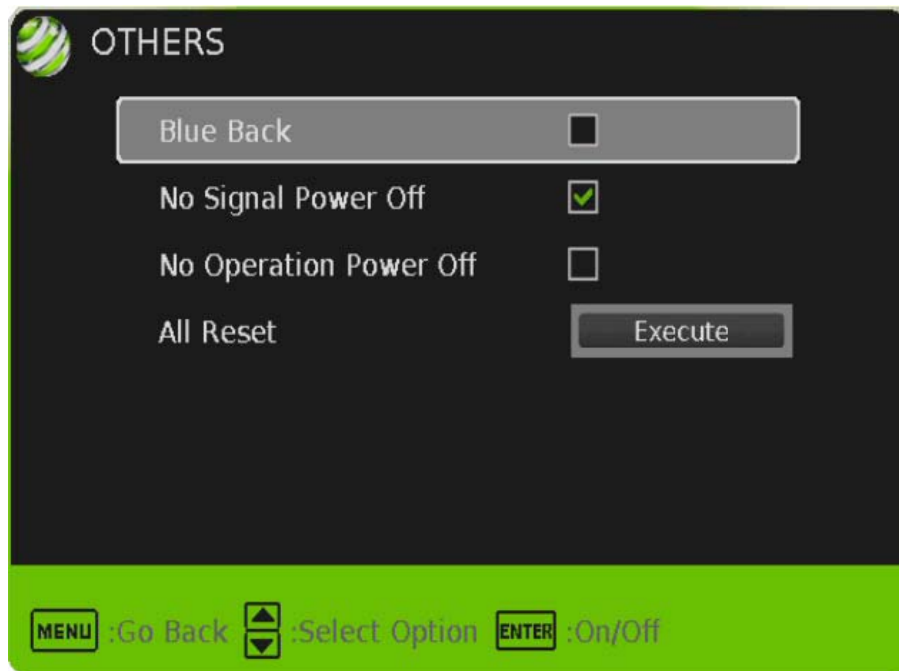 OTHERS
Blue Back
No Signal Power Off
No Operation Power Off
All Reset Execute
MENU :Go Back :Select Option ENTER :On/Off